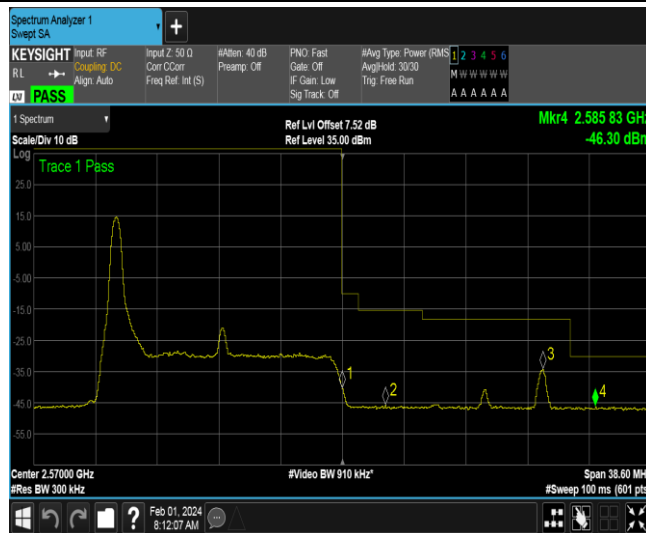 Spectrum Analyzer 1
Swept SA
+
KEYSIGHT
Input: RF
Coupling: DC
Align: Auto
RL
LXI
PASS
Input Z: 50 Ω
Corr CCorr
Freq Ref: Int (S)
#Atten: 40 dB
Preamp: Off
PNO: Fast
Gate: Off
IF Gain: Low
Sig Track: Off
#Avg Type: Power (RMS
Avg|Hold: 30/30
Trig: Free Run
1 2 3 4 5 6
M W W W W W
A A A A A A
1 Spectrum
Scale/Div 10 dB
Log
Ref Lvl Offset 7.52 dB
Ref Level 35.00 dBm
Mkr4 2.585 83 GHz
-46.30 dBm
Trace 1 Pass
25.0
15.0
5.00
-5.00
-15.0
-25.0
-35.0
-45.0
-55.0
1
2
3
4
Center 2.57000 GHz
#Res BW 300 kHz
#Video BW 910 kHz*
Span 38.60 MH
#Sweep 100 ms (601 pts
?
Feb 01, 2024
8:12:07 AM